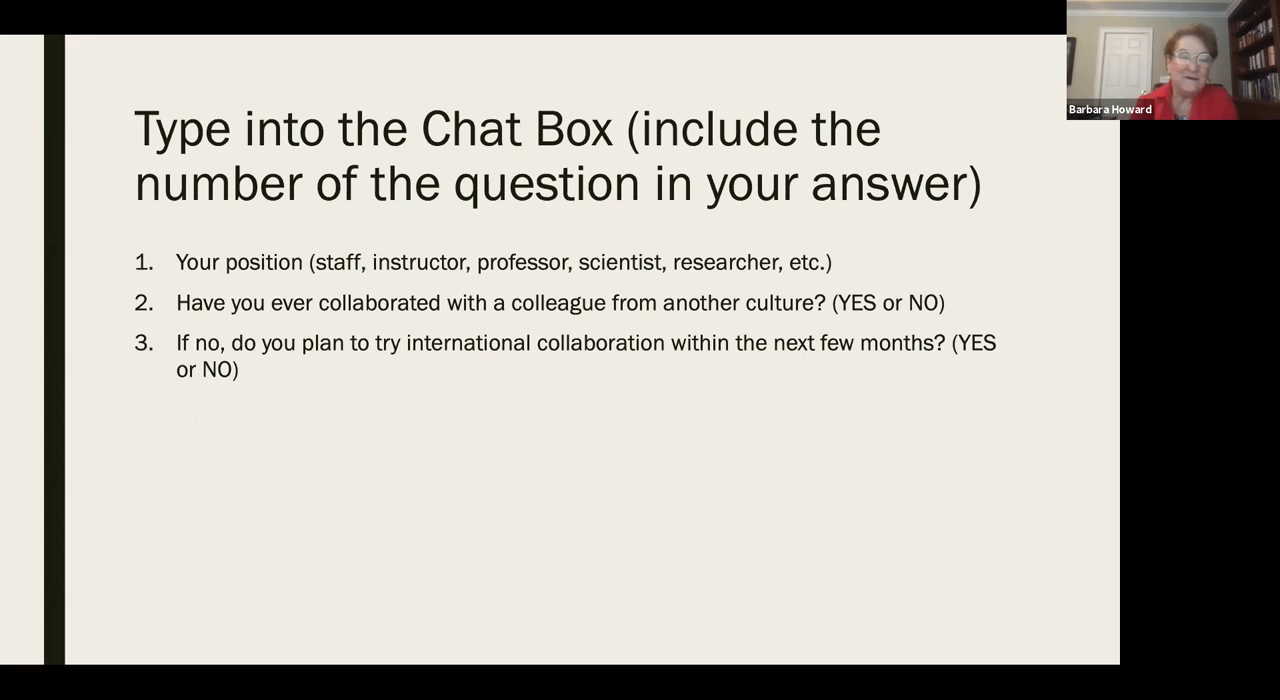 Type into the Chat Box (include the
number of the question in your answer)
1. Your position (staff, instructor, professor, scientist, researcher, etc.)
2. Have you ever collaborated with a colleague from another culture? (YES or NO)
3. If no, do you plan to try international collaboration within the next few months? (YES
or NO)
Barbara Howard